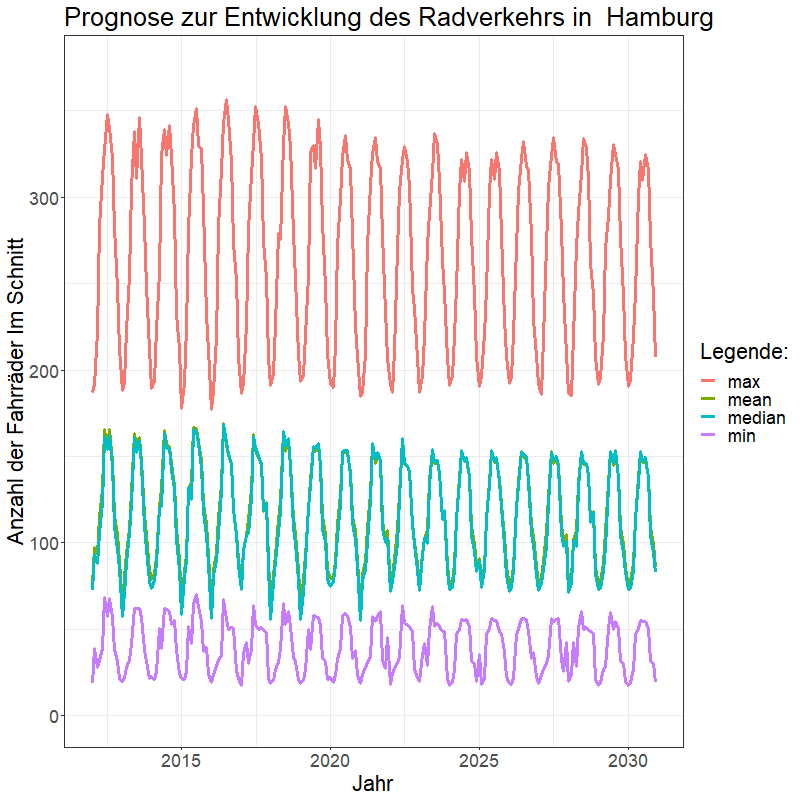 Prognose zur Entwicklung des Radverkehrs in  Hamburg
Anzahl der Fahrräder Im Schnitt
300
200
100
0
2015 2020 2025 2030
Jahr
Legende:
max
mean
median
min